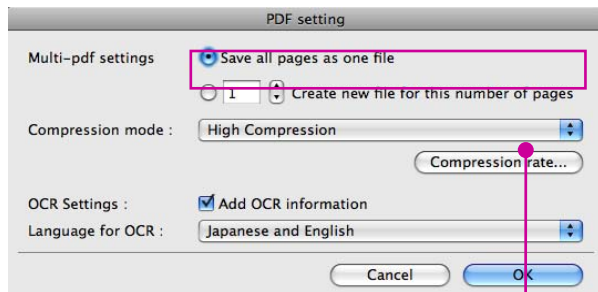 PDF setting
Multi-pdf settings Save all pages as one file
1 Create new file for this number of pages
Compression mode : High Compression
Compression rate...
OCR Settings : Add OCR information
Language for OCR : Japanese and English
Cancel OK